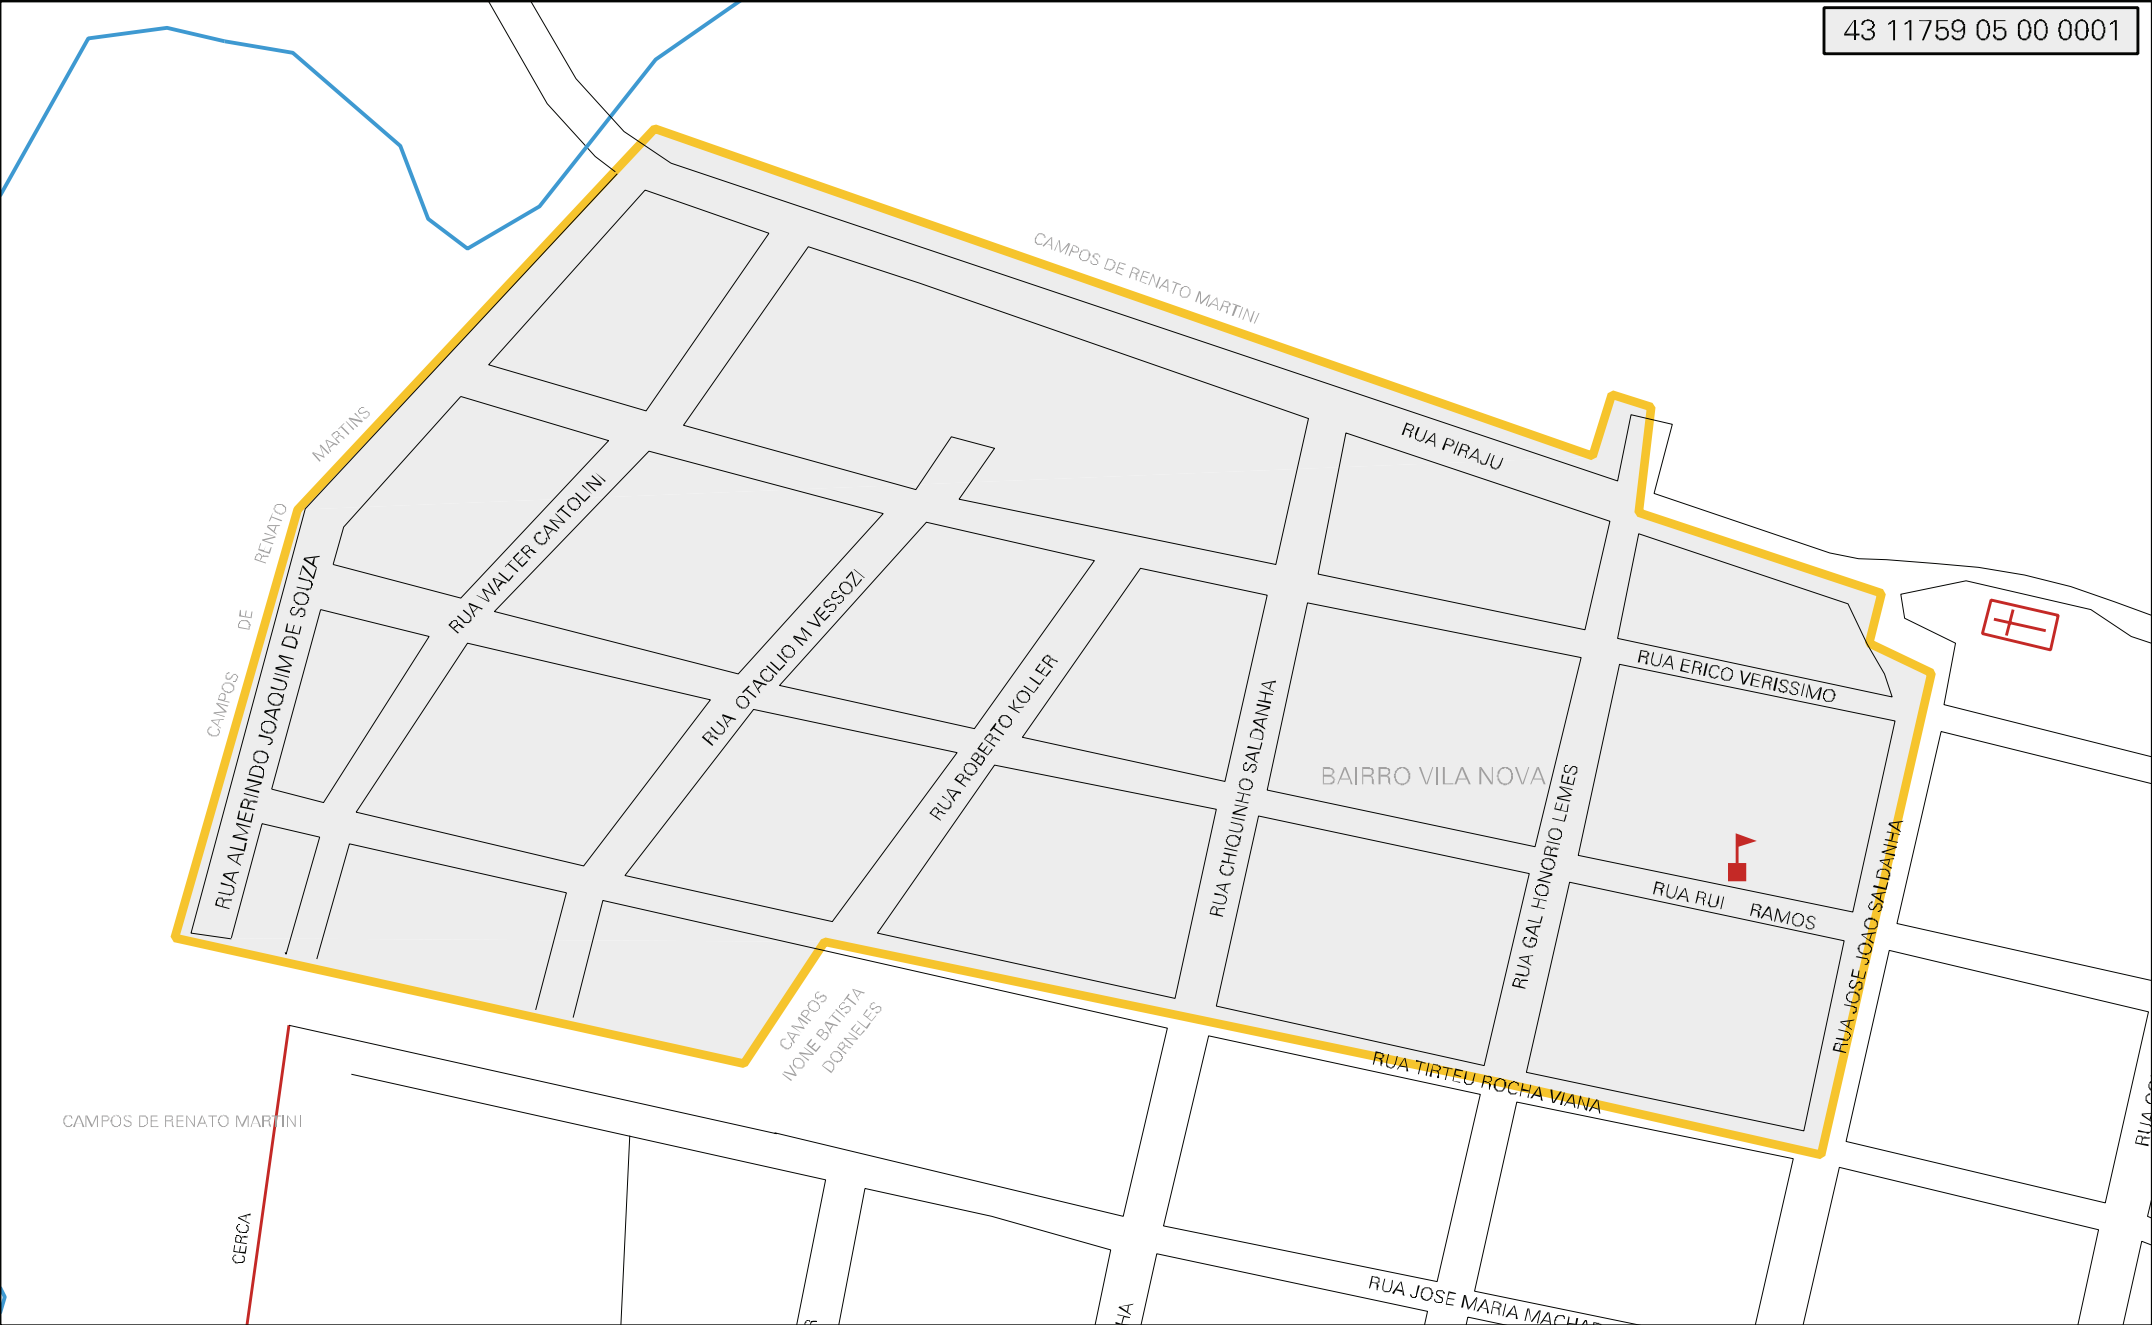 43 11759 05 00 0001
CAMPOS DE RENATO MARTINI
MARTINS
RENATO
DE
CAMPOS
RUA PIRAJU
RUA WALTER CANTOLINI
RUA ALMERINDO JOAQUIM DE SOUZA
RUA OTACILIO M VESSOZI
RUA ROBERTO KOLLER
RUA ERICO VERISSIMO
RUA CHIQUINHO SALDANHA
BAIRRO VILA NOVA
RUA GAL HONORIO LEMES
RUA RUI RAMOS
RUA JOSE JOAO SALDANHA
CAMPOS
IVONE BATISTA
DORNELES
RUA TIRTEU ROCHA VIANA
CAMPOS DE RENATO MARTINI
CERCA
RUA JOSE MARIA
HA
RUA